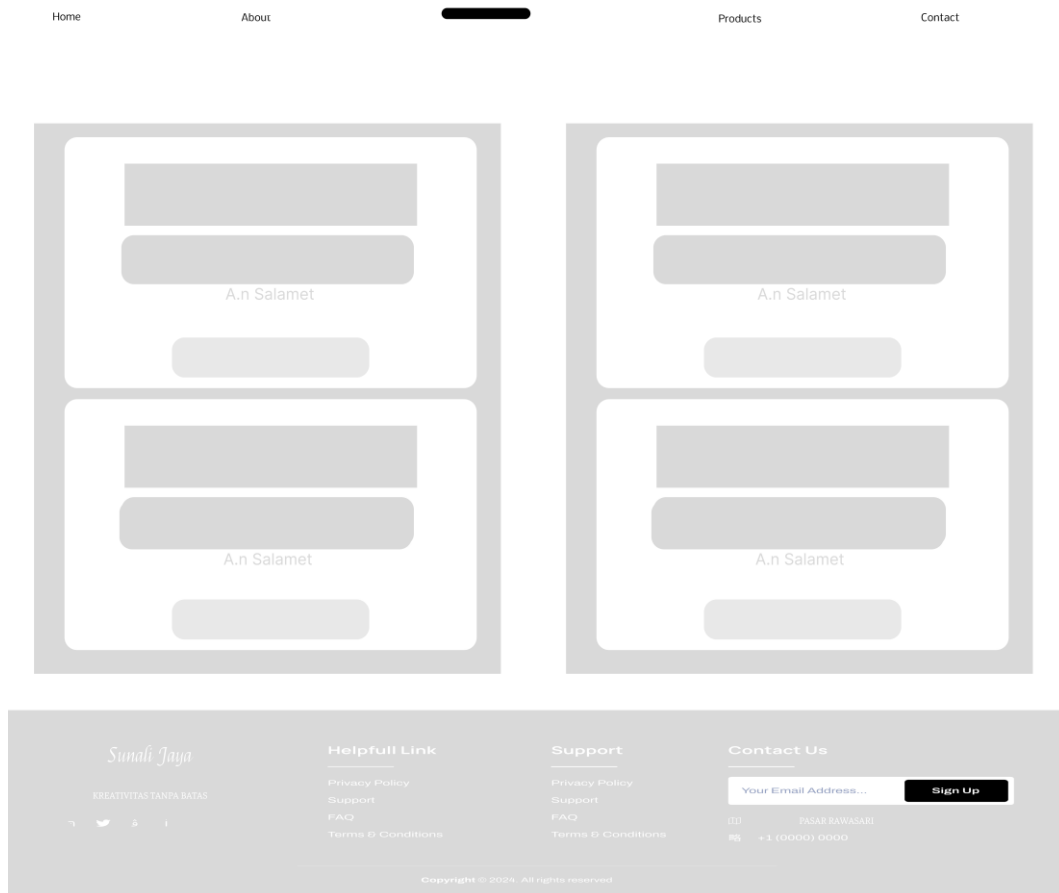 Home About Products Contact
A.n Salamet
A.n Salamet
A.n Salamet
A.n Salamet
Sunali Jaya
KREATIVITAS TANPA BATAS
Helpfull Link
Privacy Policy
Support
FAQ
Terms & Conditions
Support
Privacy Policy
Support
FAQ
Terms & Conditions
Contact Us
Your Email Address... Sign Up
PASAR RAWASARI
+1 (0000) 0000
Copyright © 2024. All rights reserved